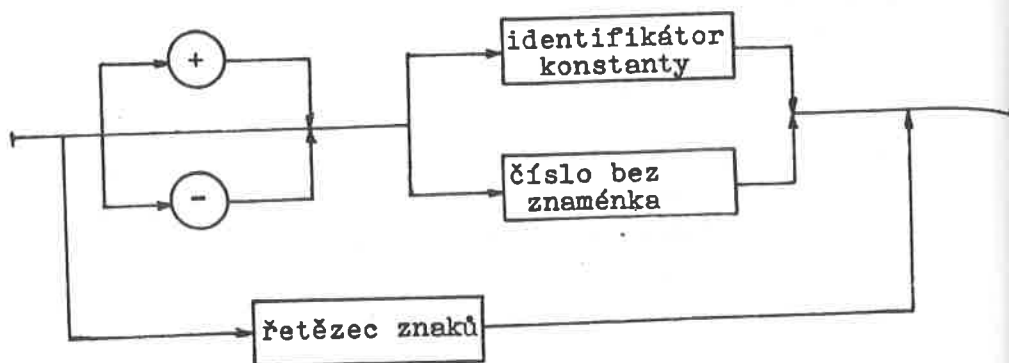 +
identifikátor
konstanty
-
číslo bez
znaménka
řetězec znaků